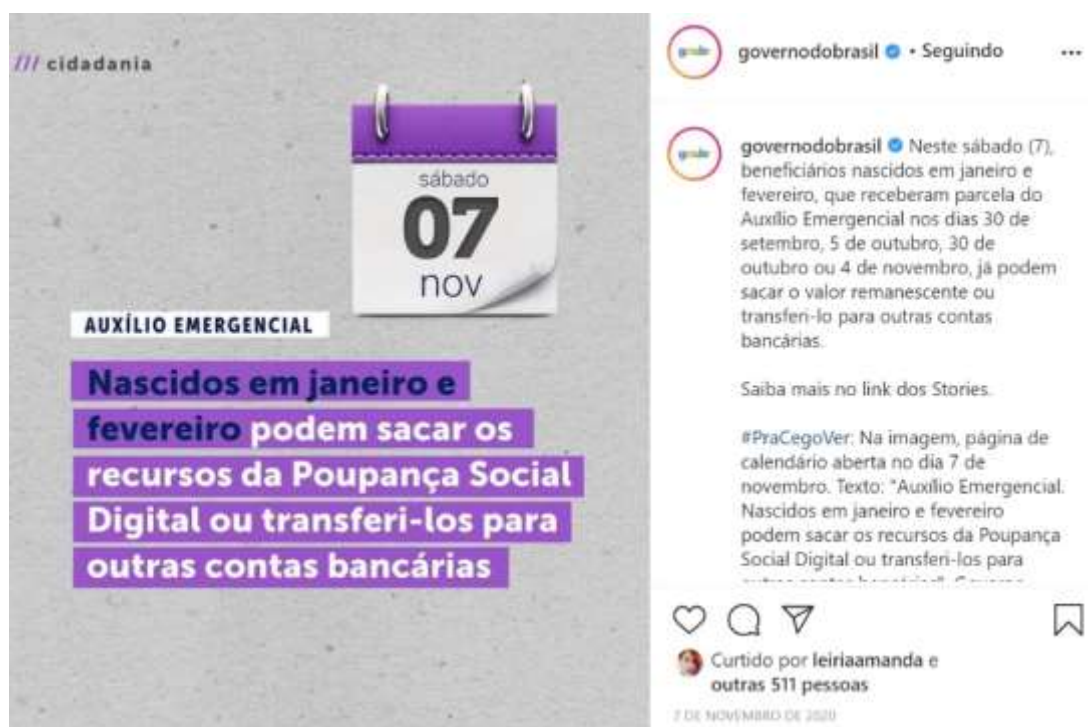 /// cidadania
sábado
07
nov
AUXÍLIO EMERGENCIAL
Nascidos em janeiro e
fevereiro podem sacar os
recursos da Poupança Social
Digital ou transferi-los para
outras contas bancárias
governodobrasil • Seguindo
governodobrasil Neste sábado (7),
beneficiários nascidos em janeiro e
fevereiro, que receberam parcela do
Auxílio Emergencial nos dias 30 de
setembro, 5 de outubro, 30 de
outubro ou 4 de novembro, já podem
sacar o valor remanescente ou
transferi-lo para outras contas
bancárias.
Saiba mais no link dos Stories.
#PraCegoVer: Na imagem, página de
calendário aberta no dia 7 de
novembro. Texto: "Auxílio Emergencial.
Nascidos em janeiro e fevereiro
podem sacar os recursos da Poupança
Social Digital ou transferi-los para
Curtido por leiriaamanda e
outras 511 pessoas
7 DE NOVEMBRO DE 2020